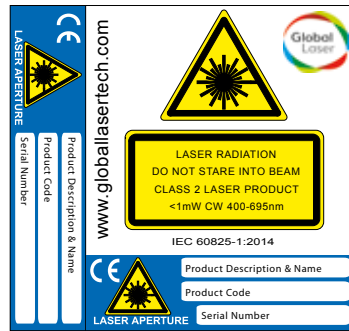 CE
LASER APERTURE
Product Description & Name
Product Code
Serial Number
www.globallasertech.com
Global
Laser
LASER RADIATION
DO NOT STARE INTO BEAM
CLASS 2 LASER PRODUCT
<1mW CW 400-695nm
IEC 60825-1:2014
CE
LASER APERTURE
Product Description & Name
Product Code
Serial Number